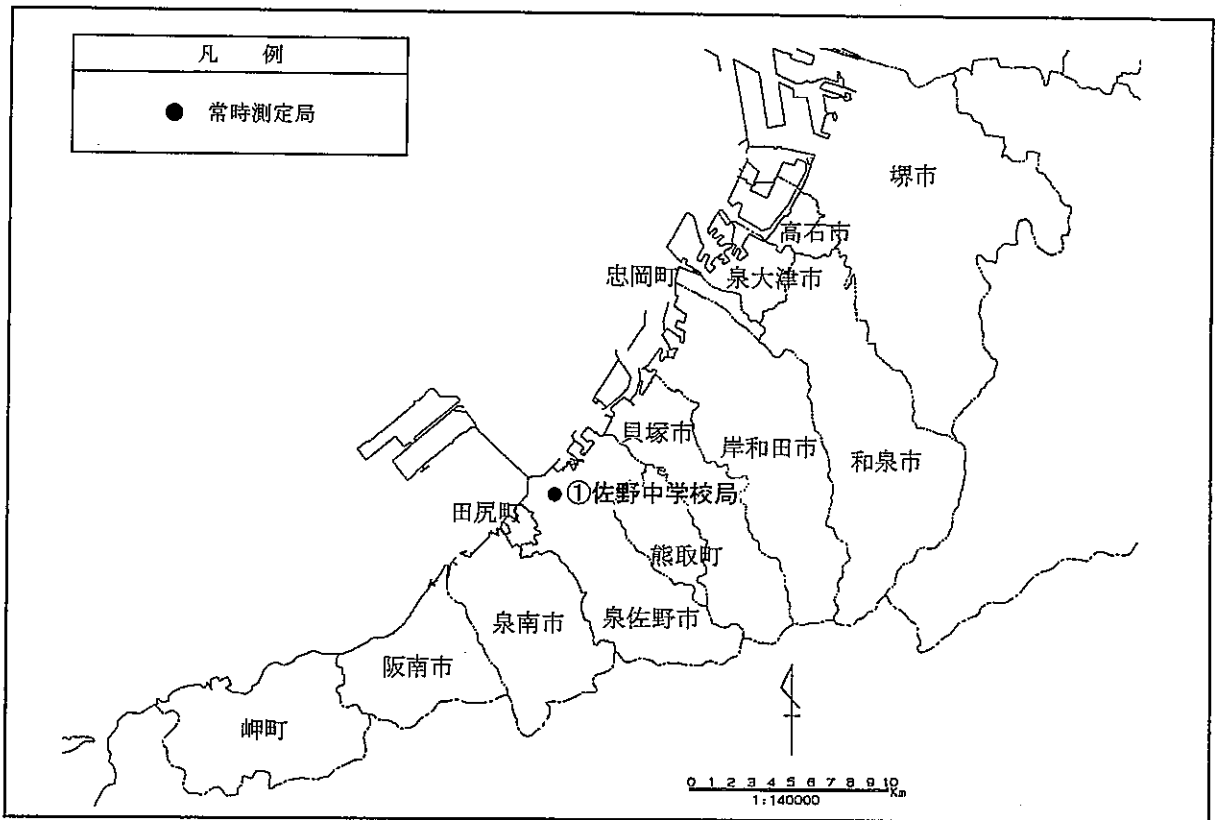 凡 例
● 常時測定局
堺市
高石市
忠岡町
泉大津市
貝塚市
岸和田市
和泉市
①佐野中学校局
田尻町
熊取町
泉南市
泉佐野市
阪南市
岬町
0 1 2 3 4 5 6 7 8 9 10
Km
1:140000